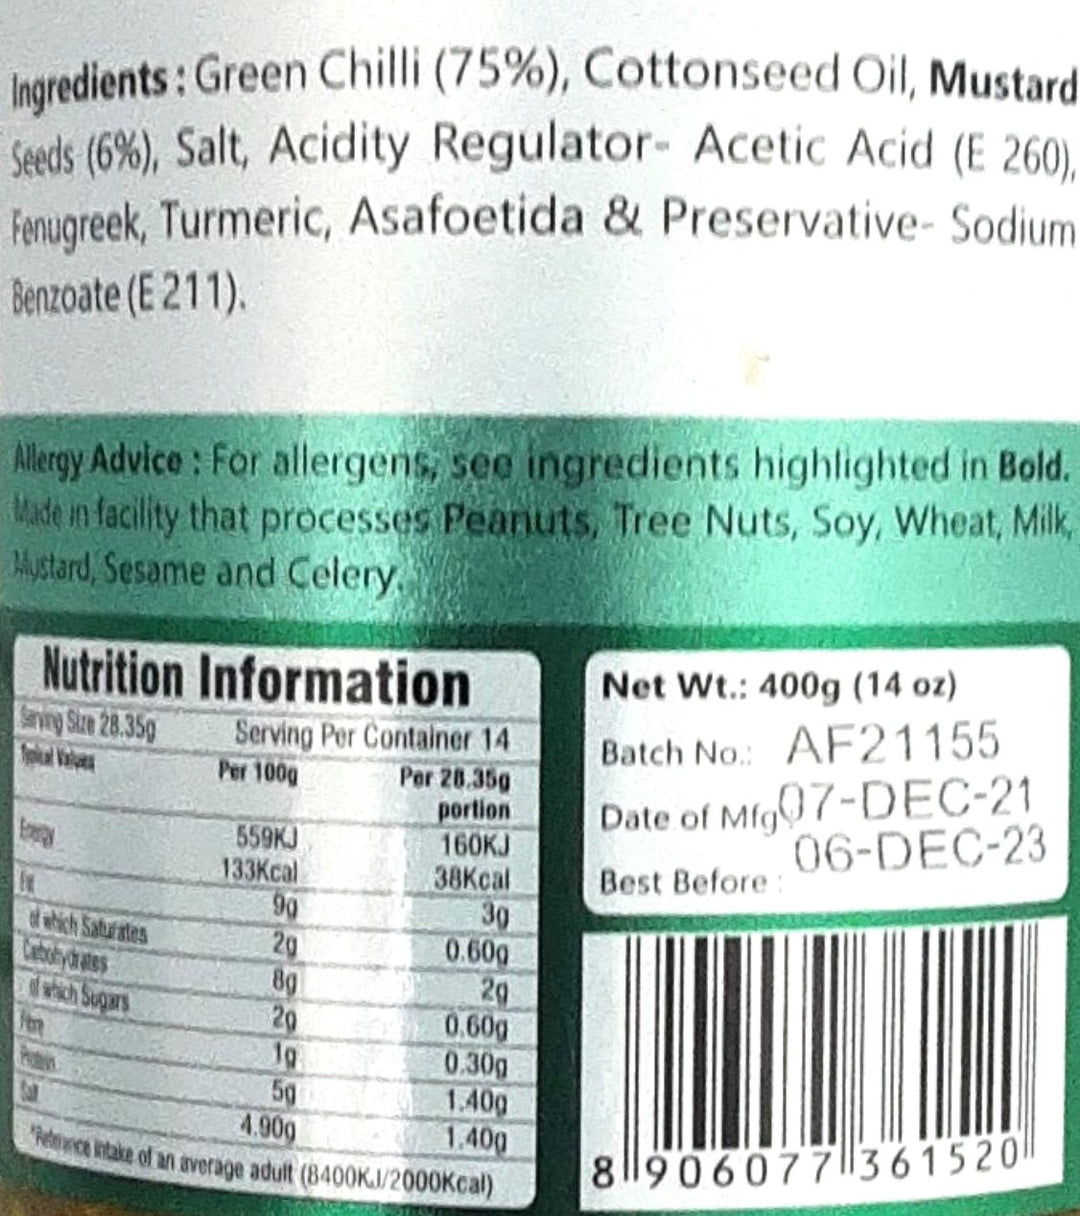 Ingredients : Green Chilli (75%), Cottonseed Oil, Mustard
Seeds (6%), Salt, Acidity Regulator- Acetic Acid (E 260),
Fenugreek, Turmeric, Asafoetida & Preservative- Sodium
Benzoate (E 211).
Allergy Advice : For allergens, see ingredients highlighted in Bold.
Made in facility that processes Peanuts, Tree Nuts, Soy, Wheat, Milk,
Mustard, Sesame and Celery.
Nutrition Information
Serving Size 28.35g Serving Per Container 14
Typical Values Per 100g Per 28.35g
portion
Energy 559KJ 160KJ
133Kcal 38Kcal
Fat 9g 3g
of which Saturates 2g 0.60g
Carbohydrates 8g 2g
of which Sugars 2g 0.60g
Fibre 1g 0.30g
Protein 5g 1.40g
Salt 4.90g 1.40g
*Reference intake of an average adult (8400KJ/2000Kcal)
Net Wt.: 400g (14 oz)
Batch No.: AF21155
Date of Mfg 07-DEC-21
06-DEC-23
Best Before :
8 906077 361520